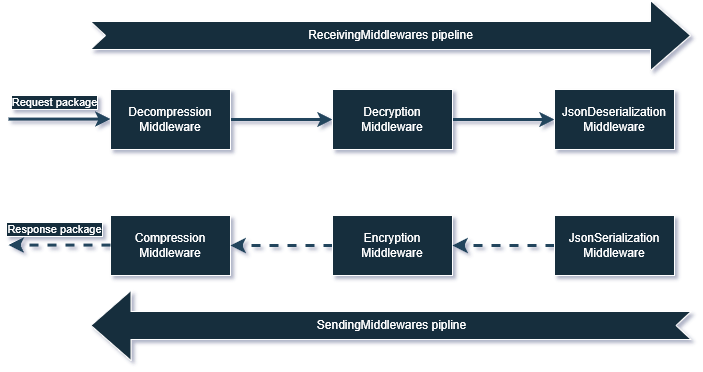 ReceivingMiddlewares pipeline
Request package
Decompression
Middleware
Decryption
Middleware
JsonDeserialization
Middleware
Response package
Compression
Middleware
Encryption
Middleware
JsonSerialization
Middleware
SendingMiddlewares pipline